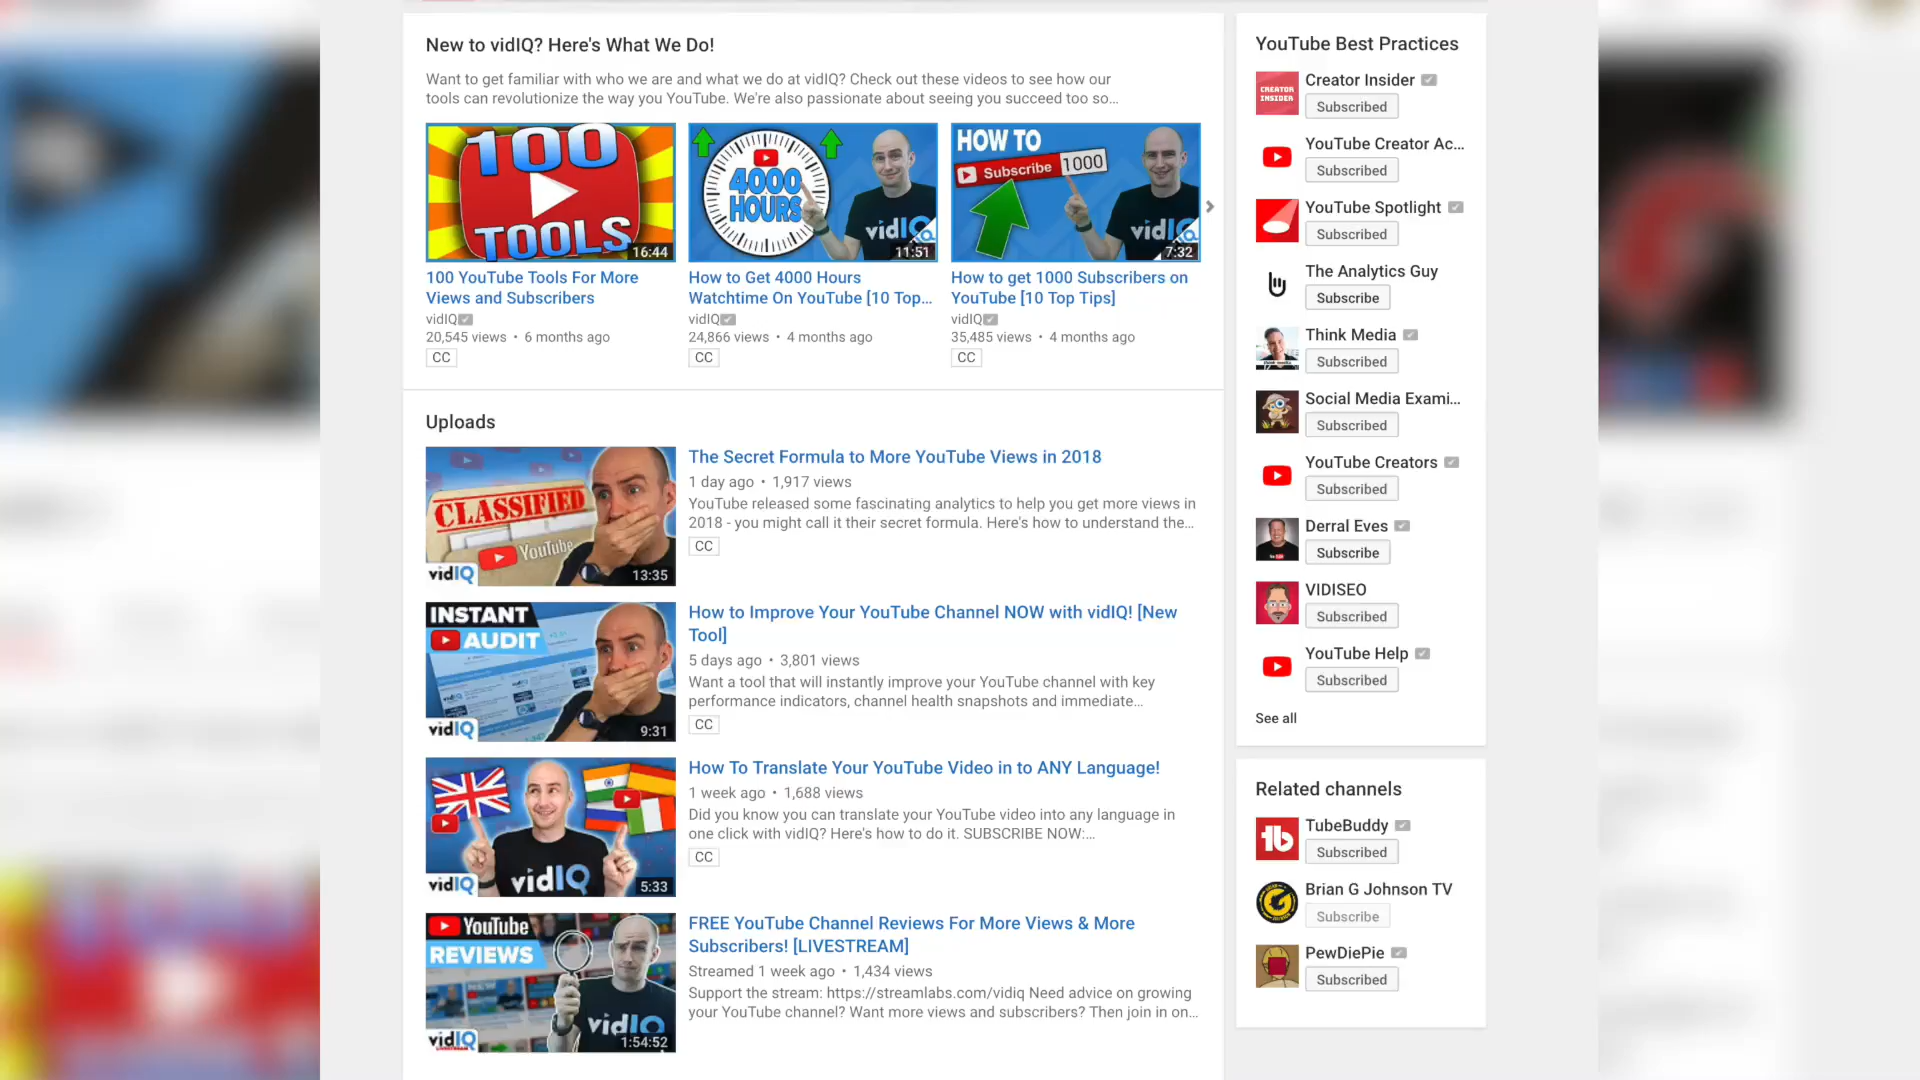 New to vidIQ? Here's What We Do!
Want to get familiar with who we are and what we do at vidIQ? Check out these videos to see how our
tools can revolutionize the way you YouTube. We're also passionate about seeing you succeed too so...
100
TOOLS
16:44
4000
HOURS
vidIQ
11:51
HOW TO
Subscribe 1000
vidIQ
7:32
100 YouTube Tools For More
Views and Subscribers
vidIQ
20,545 views • 6 months ago
CC
How to Get 4000 Hours
Watchtime On YouTube [10 Top...
vidIQ
24,866 views • 4 months ago
CC
How to get 1000 Subscribers on
YouTube [10 Top Tips]
vidIQ
35,485 views • 4 months ago
CC
Uploads
CLASSIFIED
YouTube
vidIQ
13:35
The Secret Formula to More YouTube Views in 2018
1 day ago • 1,917 views
YouTube released some fascinating analytics to help you get more views in
2018 - you might call it their secret formula. Here's how to understand the...
CC
INSTANT
AUDIT
vidIQ
9:31
How to Improve Your YouTube Channel NOW with vidIQ! [New
Tool]
5 days ago • 3,801 views
Want a tool that will instantly improve your YouTube channel with key
performance indicators, channel health snapshots and immediate...
CC
vidIQ
vidIQ
5:33
How To Translate Your YouTube Video in to ANY Language!
1 week ago • 1,688 views
Did you know you can translate your YouTube video into any language in
one click with vidIQ? Here's how to do it. SUBSCRIBE NOW:...
CC
YouTube
REVIEWS
vidIQ
vidIQ
LIVESTREAM
1:54:52
FREE YouTube Channel Reviews For More Views & More
Subscribers! [LIVESTREAM]
Streamed 1 week ago • 1,434 views
Support the stream: https://streamlabs.com/vidiq Need advice on growing
your YouTube channel? Want more views and subscribers? Then join in on...
YouTube Best Practices
CREATOR
INSIDER
Creator Insider
Subscribed
YouTube Creator Ac...
Subscribed
YouTube Spotlight
Subscribed
The Analytics Guy
Subscribe
Think Media
Subscribed
Social Media Exami...
Subscribed
YouTube Creators
Subscribed
Derral Eves
Subscribe
VIDISEO
Subscribed
YouTube Help
Subscribed
See all
Related channels
tb
TubeBuddy
Subscribed
Brian G Johnson TV
Subscribe
PewDiePie
Subscribed